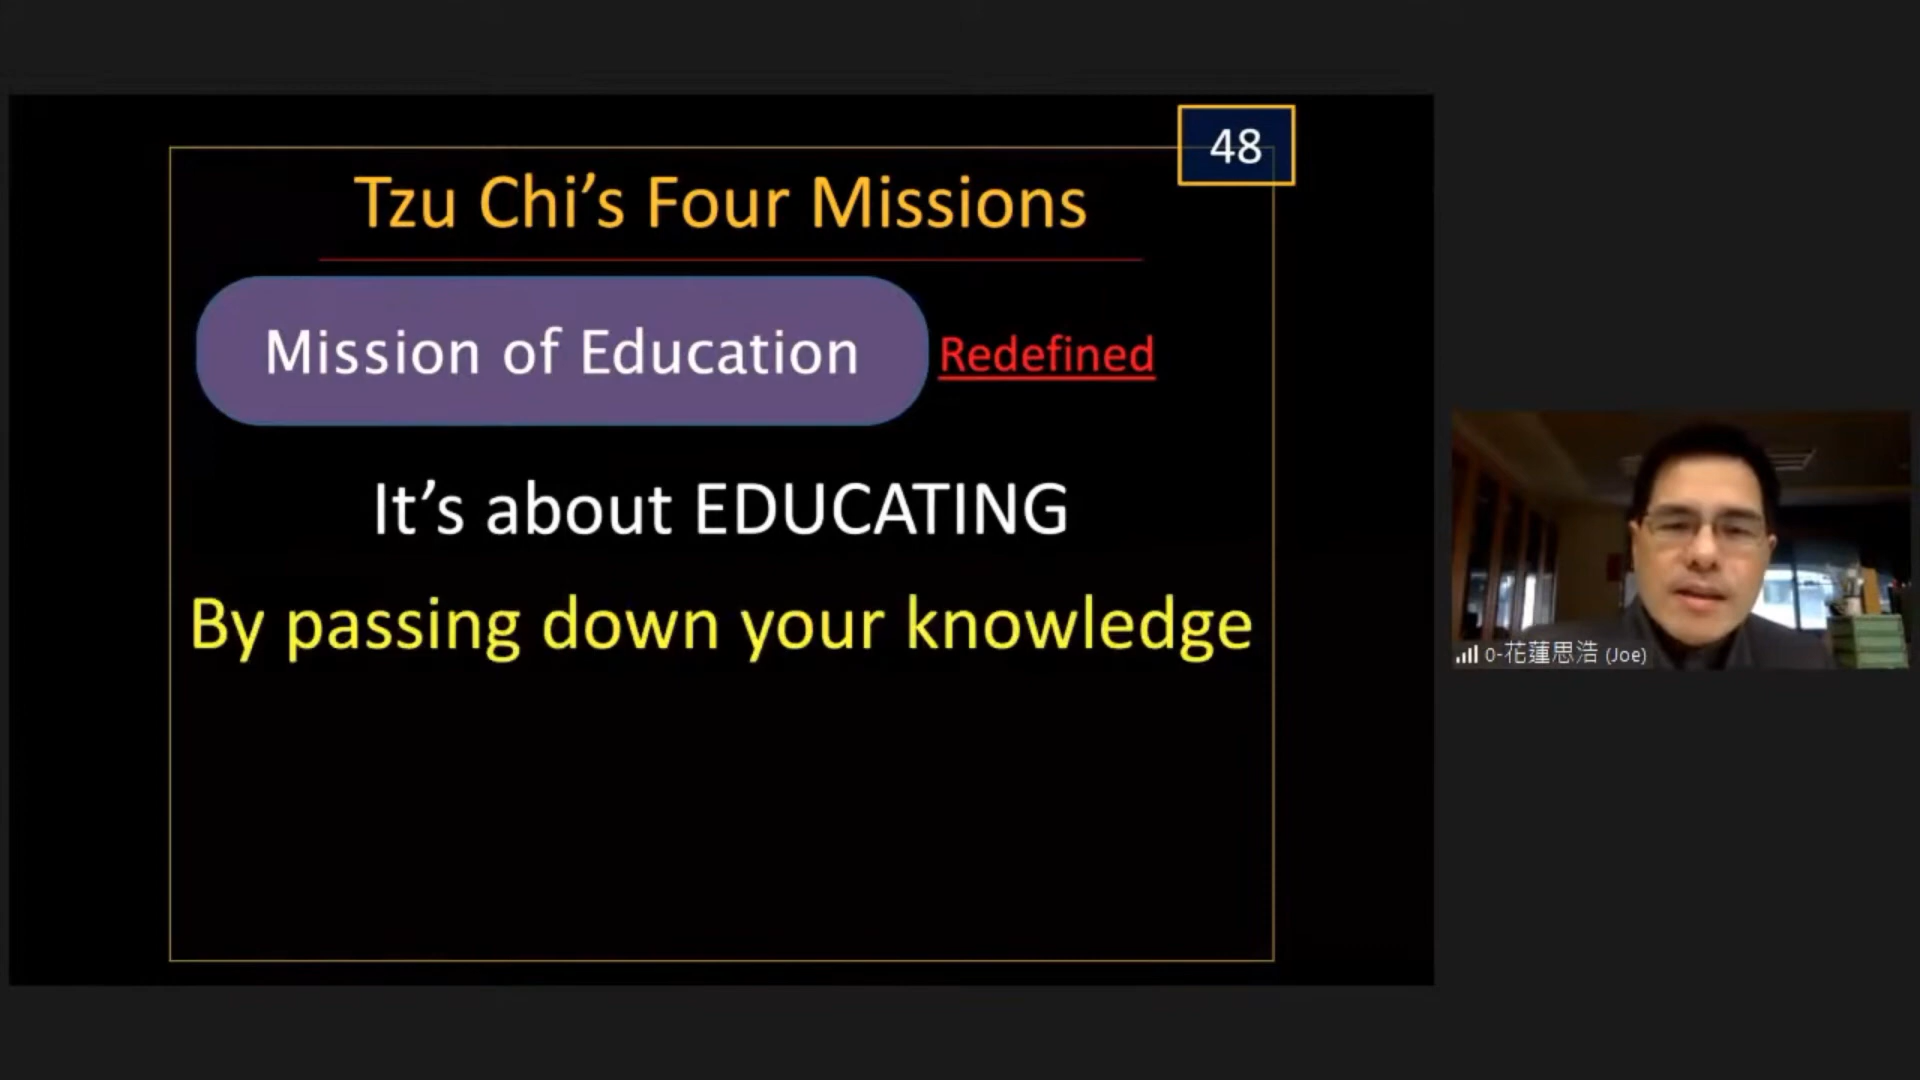 48
Tzu Chi’s Four Missions
Mission of Education Redefined
It’s about EDUCATING
By passing down your knowledge
0-花蓮思浩 (Joe)